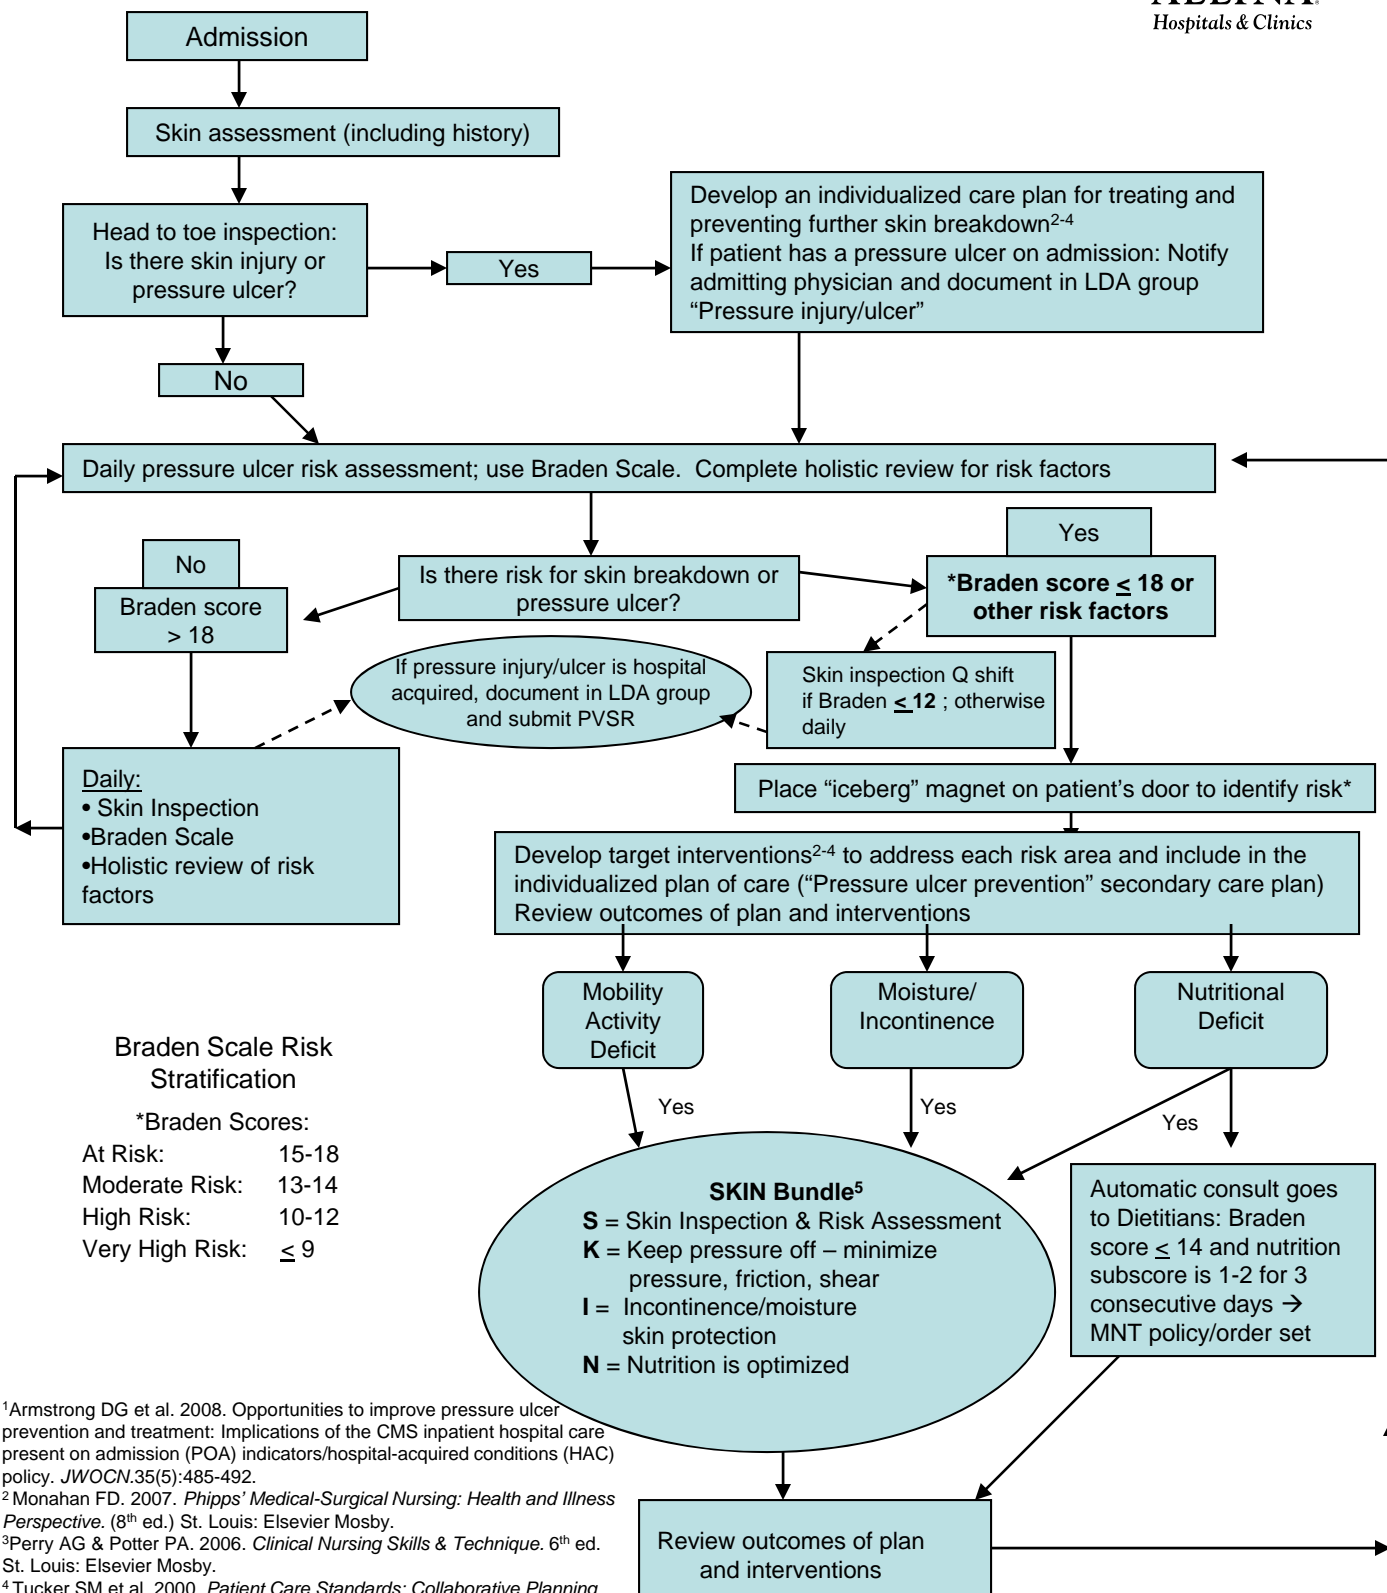 Hospitals & Clinics
Admission
Skin assessment (including history)
Head to toe inspection:
Is there skin injury or
pressure ulcer?
Yes
Develop an individualized care plan for treating and
preventing further skin breakdown2-4
If patient has a pressure ulcer on admission: Notify
admitting physician and document in LDA group
“Pressure injury/ulcer”
No
Daily pressure ulcer risk assessment; use Braden Scale. Complete holistic review for risk factors
No
Braden score
> 18
Is there risk for skin breakdown or
pressure ulcer?
Yes
*Braden score ≤ 18 or
other risk factors
If pressure injury/ulcer is hospital
acquired, document in LDA group
and submit PVSR
Skin inspection Q shift
if Braden ≤ 12 ; otherwise
daily
Daily:
• Skin Inspection
•Braden Scale
•Holistic review of risk
factors
Place “iceberg” magnet on patient’s door to identify risk*
Develop target interventions2-4 to address each risk area and include in the
individualized plan of care (“Pressure ulcer prevention” secondary care plan)
Review outcomes of plan and interventions
Mobility
Activity
Deficit
Moisture/
Incontinence
Nutritional
Deficit
Yes
Yes
Yes
Braden Scale Risk
Stratification
*Braden Scores:
At Risk: 15-18
Moderate Risk: 13-14
High Risk: 10-12
Very High Risk: ≤ 9
SKIN Bundle5
S = Skin Inspection & Risk Assessment
K = Keep pressure off – minimize
pressure, friction, shear
I = Incontinence/moisture
skin protection
N = Nutrition is optimized
Automatic consult goes
to Dietitians: Braden
score ≤ 14 and nutrition
subscore is 1-2 for 3
consecutive days →
MNT policy/order set
Review outcomes of plan
and interventions
1Armstrong DG et al. 2008. Opportunities to improve pressure ulcer
prevention and treatment: Implications of the CMS inpatient hospital care
present on admission (POA) indicators/hospital-acquired conditions (HAC)
policy. JWOCN.35(5):485-492.
2 Monahan FD. 2007. Phipps’ Medical-Surgical Nursing: Health and Illness
Perspective. (8th ed.) St. Louis: Elsevier Mosby.
3Perry AG & Potter PA. 2006. Clinical Nursing Skills & Technique. 6th ed.
St. Louis: Elsevier Mosby.
4 Tucker SM et al. 2000. Patient Care Standards: Collaborative Planning